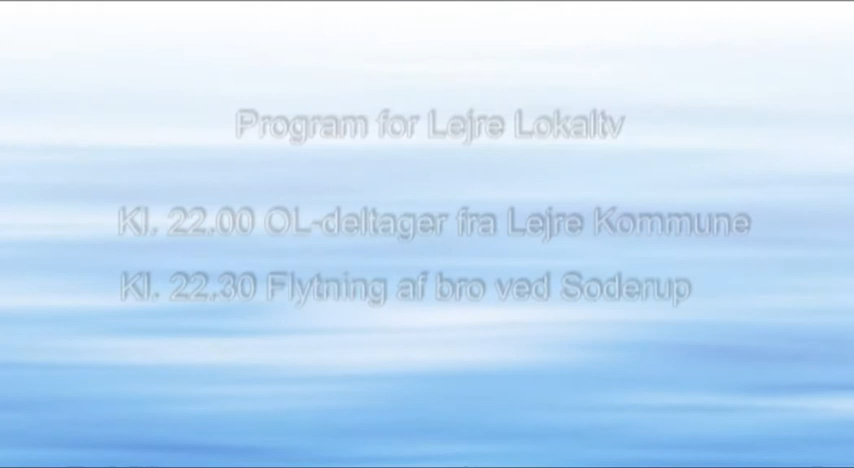 Program for Lejre Lokaltv
Kl. 22.00 OL-deltager fra Lejre Kommune
Kl. 22.30 Flytning af bro ved Soderup